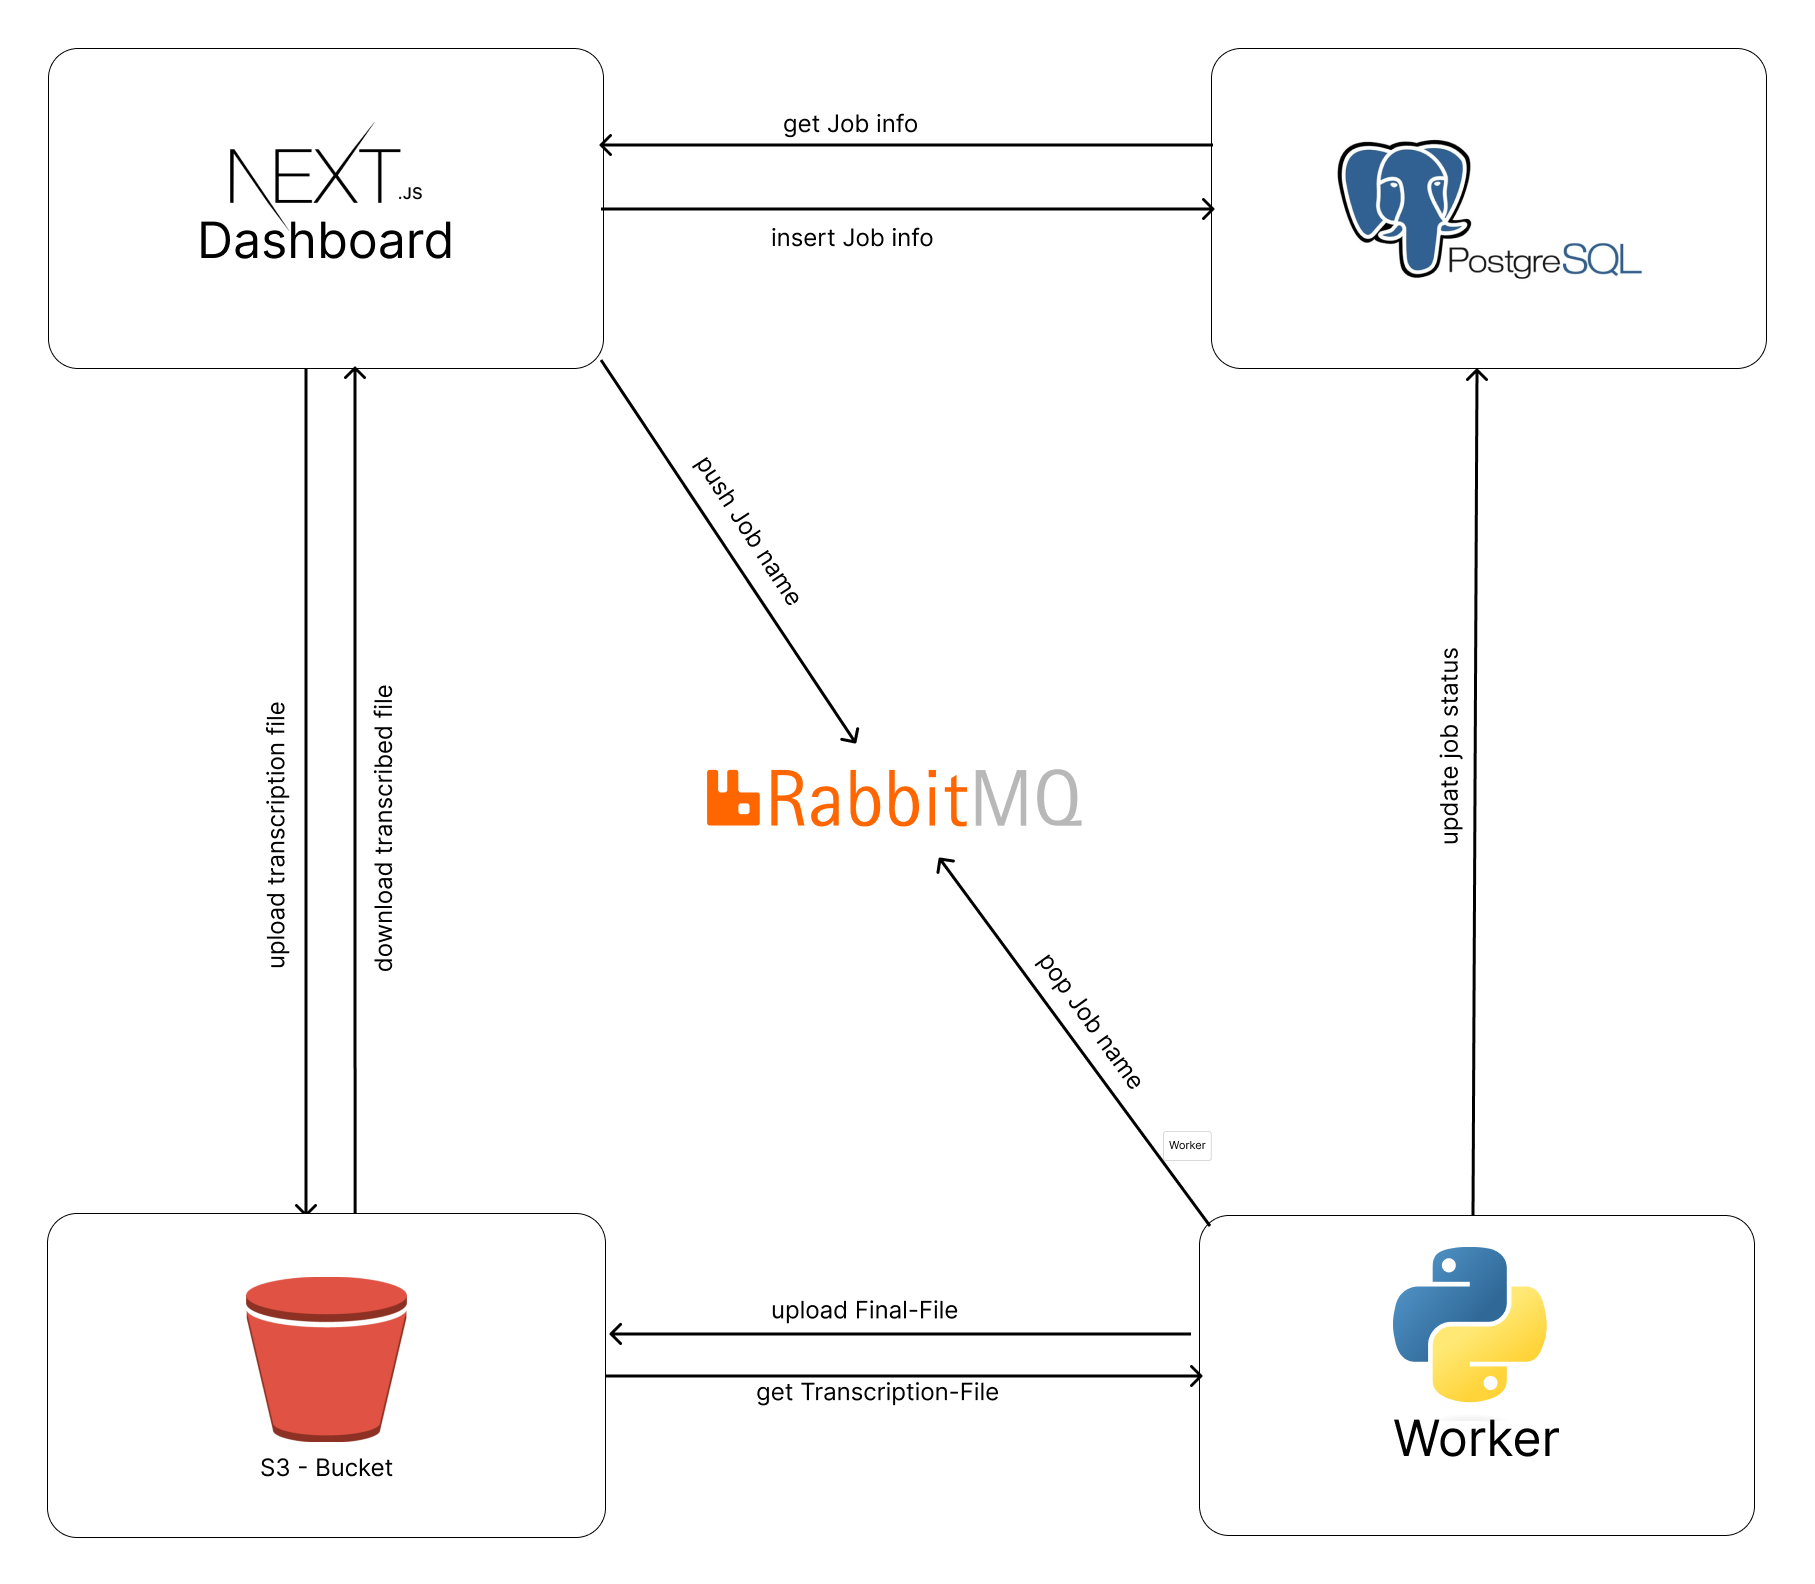 get Job info
NEXT.JS
Dashboard
insert Job info
PostgreSQL
push Job name
upload transcription file
download transcribed file
update job status
RabbitMQ
pop Job name
Worker
upload Final-File
get Transcription-File
S3 - Bucket
Worker